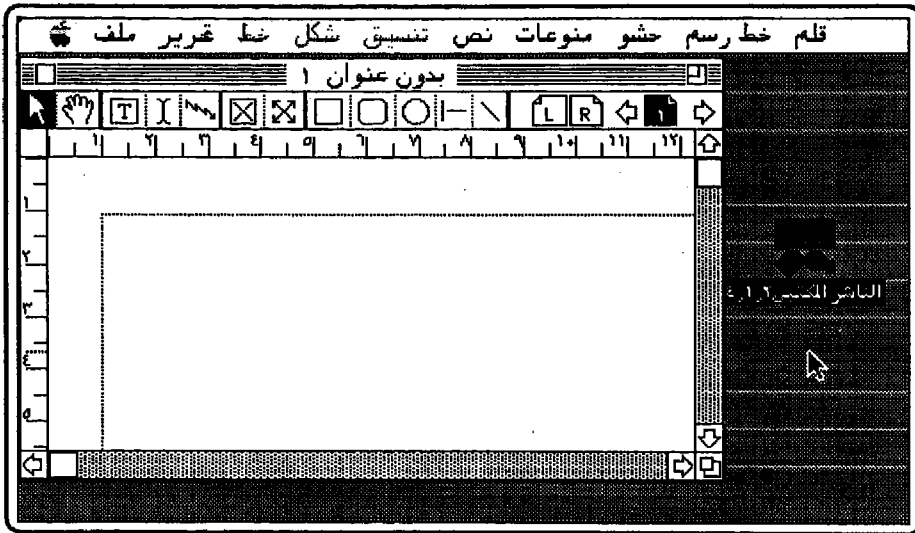 ملف تحرير خط شكل تنسيق نص منوعات حشو خط رسم قلم
بدون عنوان ١
T L R ١
١ ٢ ٣ ٤ ٥ ٦ ٧ ٨ ٩ ١٠ ١١ ١٢
١
٢
٣
٤
٥
الناشر المكتبي